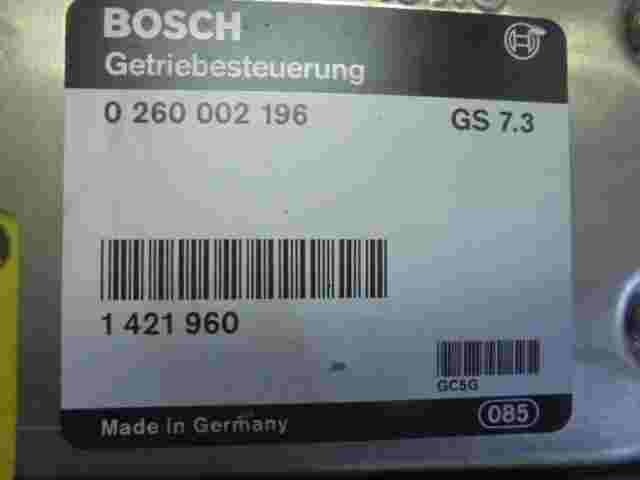 BOSCH
Getriebesteuerung
0 260 002 196 GS 7.3
1 421 960
GC5G
Made in Germany 085